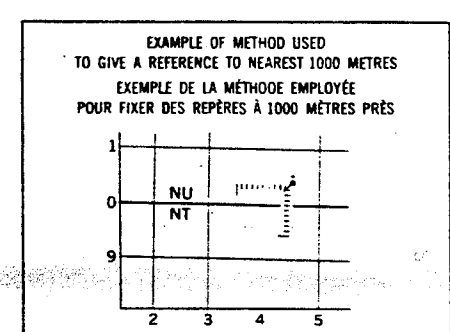 EXAMPLE OF METHOD USED
TO GIVE A REFERENCE TO NEAREST 1000 METRES
EXEMPLE DE LA MÉTHODE EMPLOYÉE
POUR FIXER DES REPÈRES À 1000 MÈTRES PRÈS
1
NU
0
NT
9
2 3 4 5